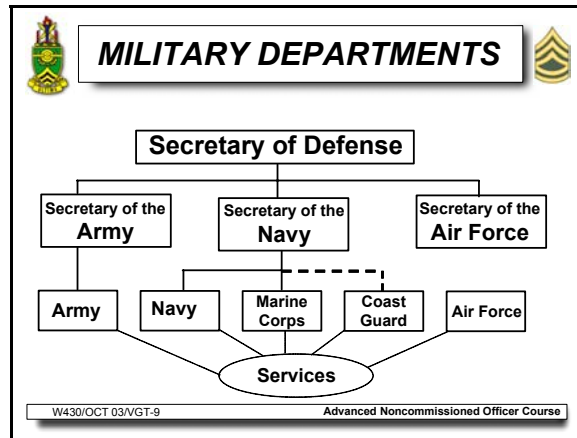 MILITARY DEPARTMENTS
Secretary of Defense
Secretary of the
Army
Secretary of the
Navy
Secretary of the
Air Force
Army
Navy
Marine
Corps
Coast
Guard
Air Force
Services
W430/OCT 03/VGT-9
Advanced Noncommissioned Officer Course